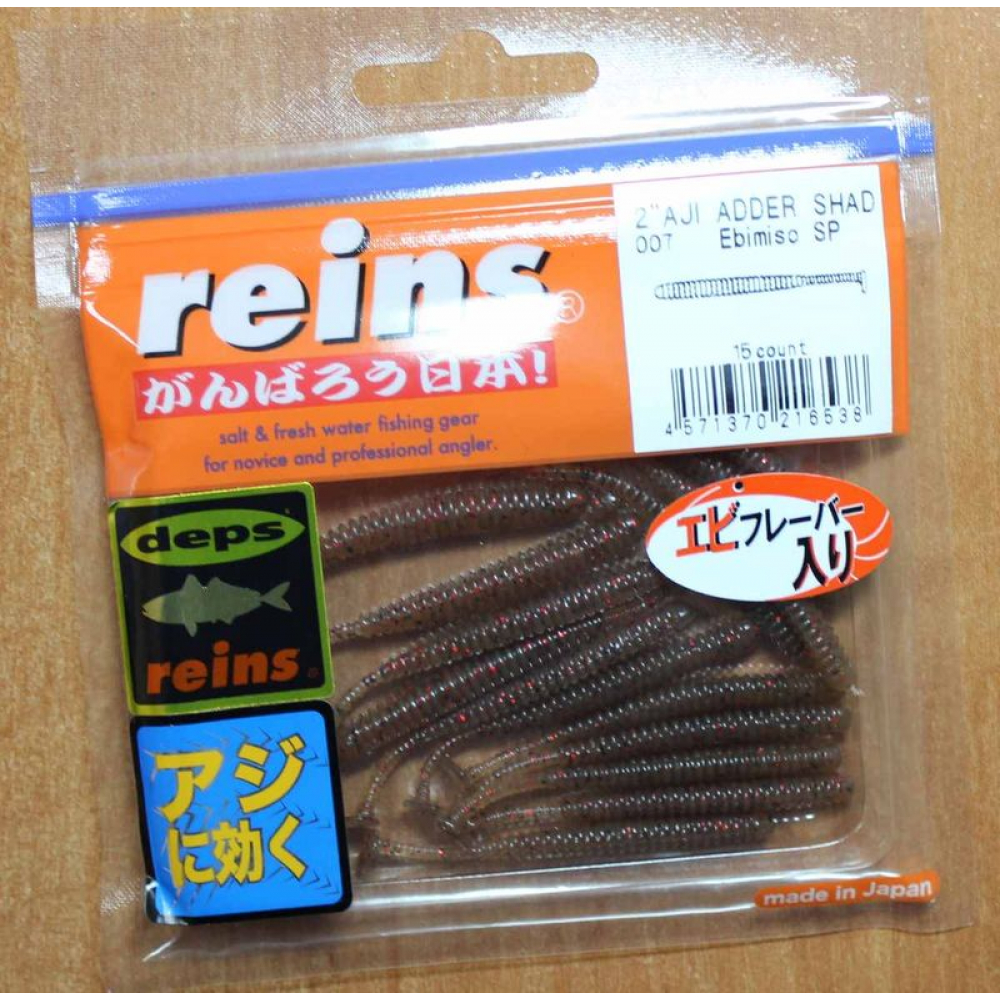 2"AJI ADDER SHAD
007 Ebimiso SP
reins®
がんばろう日本!
salt & fresh water fishing gear
for novice and professional angler.
15 count
4 571370 216538
deps
reins
エビフレーバー
入り
アジ
に効く
made in Japan